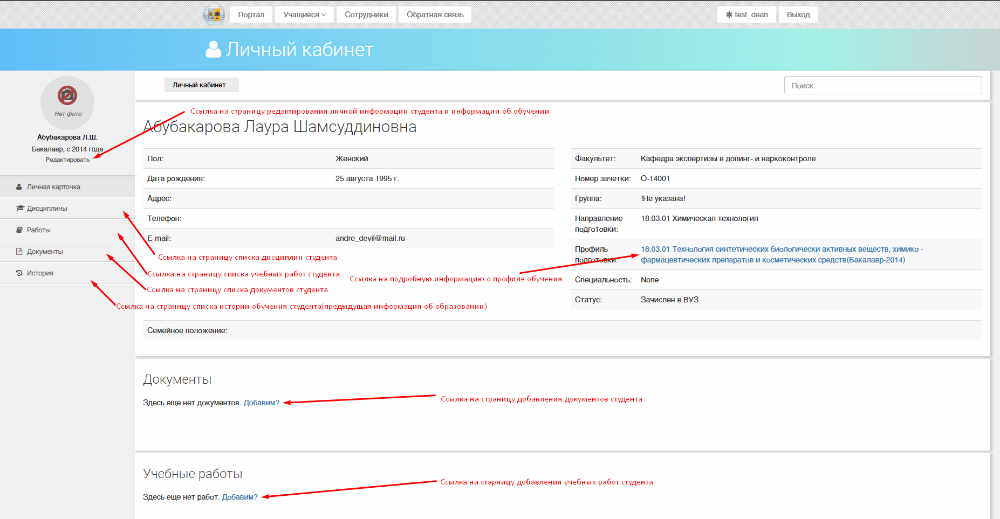 Портал
Учащиеся
Сотрудники
Обратная связь
✱ test_dean
Выход
Личный кабинет
Нет фото
Абубакарова Л.Ш.
Бакалавр, с 2014 года
Редактировать
Личная карточка
Дисциплины
Работы
Документы
История
Личный кабинет
Поиск
Ссылка на страницу редактирования личной информации студента и информации об обучении
Абубакарова Лаура Шамсуддиновна
Пол: Женский
Дата рождения: 25 августа 1995 г.
Адрес:
Телефон:
E-mail: andre_devil@mail.ru
Ссылка на страницу списка дисциплин студента
Ссылка на страницу списка учебных работ студента
Ссылка на страницу списка документов студента
Ссылка на страницу списка истории обучения студента(предыдущая информация об образовании)
Факультет: Кафедра экспертизы в допинг- и наркоконтроле
Номер зачетки: О-14001
Группа: !Не указана!
Направление 18.03.01 Химическая технология
подготовки:
Профиль 18.03.01 Технология синтетических биологически активных веществ, химико -
подготовки: фармацевтических препаратов и косметических средств(Бакалавр-2014)
Ссылка на подробную информацию о профиле обучения
Специальность: None
Статус: Зачислен в ВУЗ
Семейное положение:
Документы
Здесь еще нет документов. Добавим?
Ссылка на страницу добавления документов студента
Учебные работы
Здесь еще нет работ. Добавим?
Ссылка на старницу добавления учебных работ студента